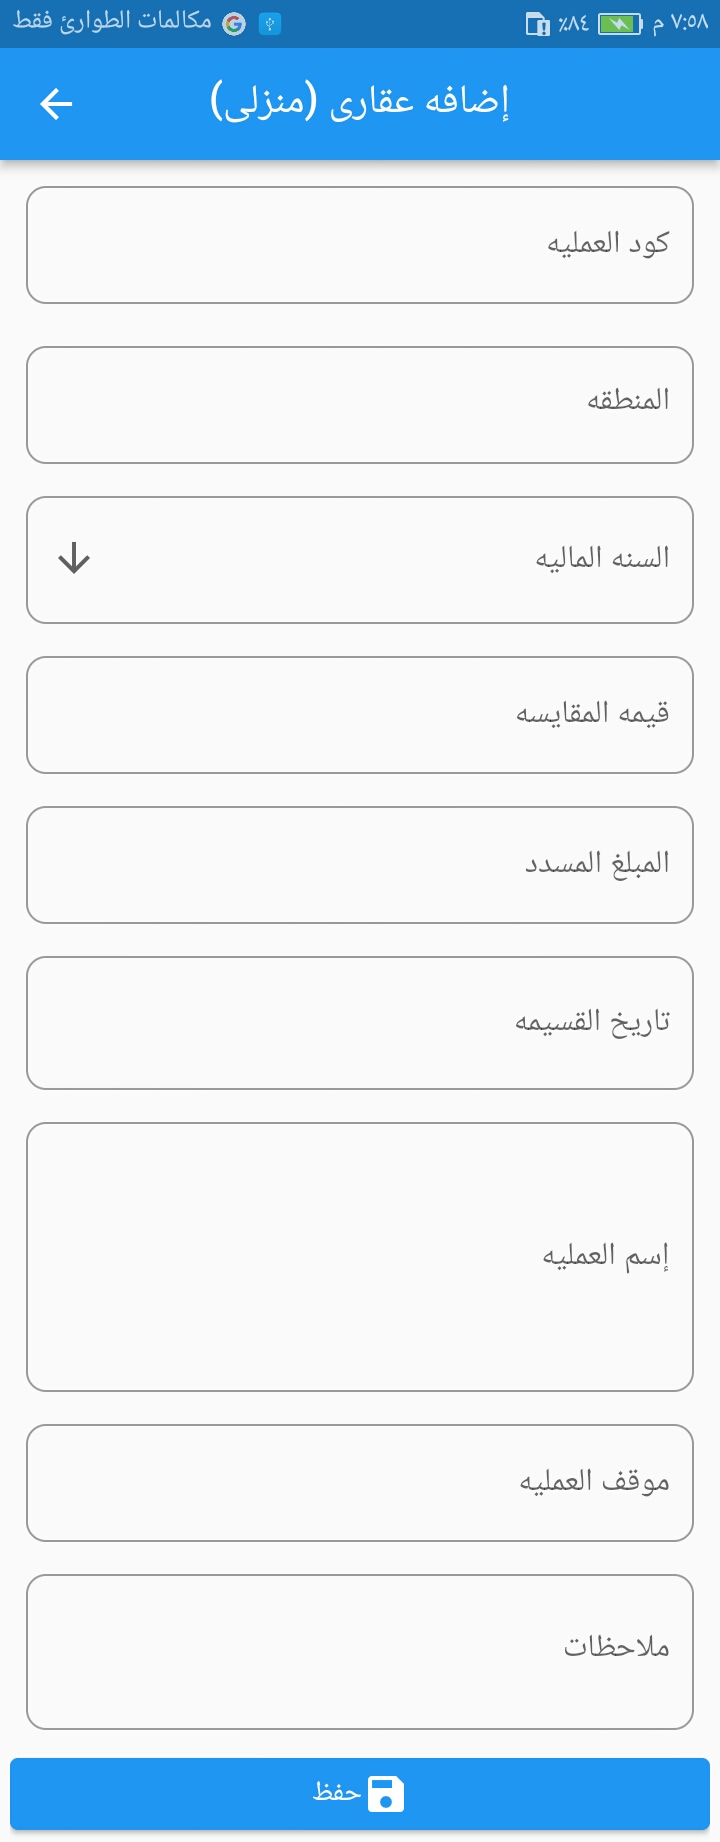 ٧:٥٨ م ٨٤٪ مكالمات الطوارئ فقط
إضافه عقارى (منزلى)
كود العمليه
المنطقه
السنه الماليه
قيمه المقايسه
المبلغ المسدد
تاريخ القسيمه
إسم العمليه
موقف العمليه
ملاحظات
حفظ